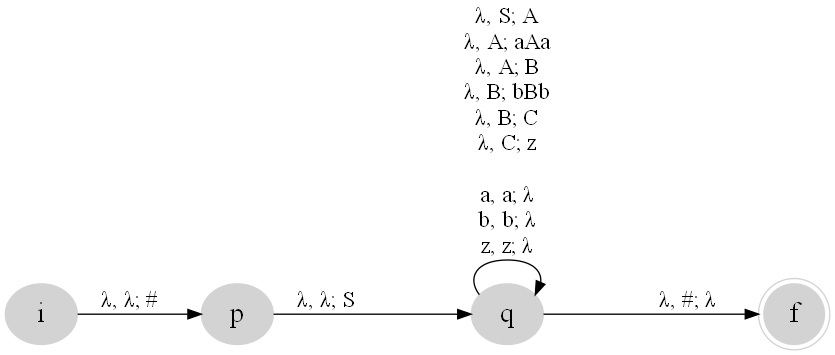 λ, S; A
λ, A; aAa
λ, A; B
λ, B; bBb
λ, B; C
λ, C; z
a, a; λ
b, b; λ
z, z; λ
i
λ, λ; #
p
λ, λ; S
q
λ, #; λ
f